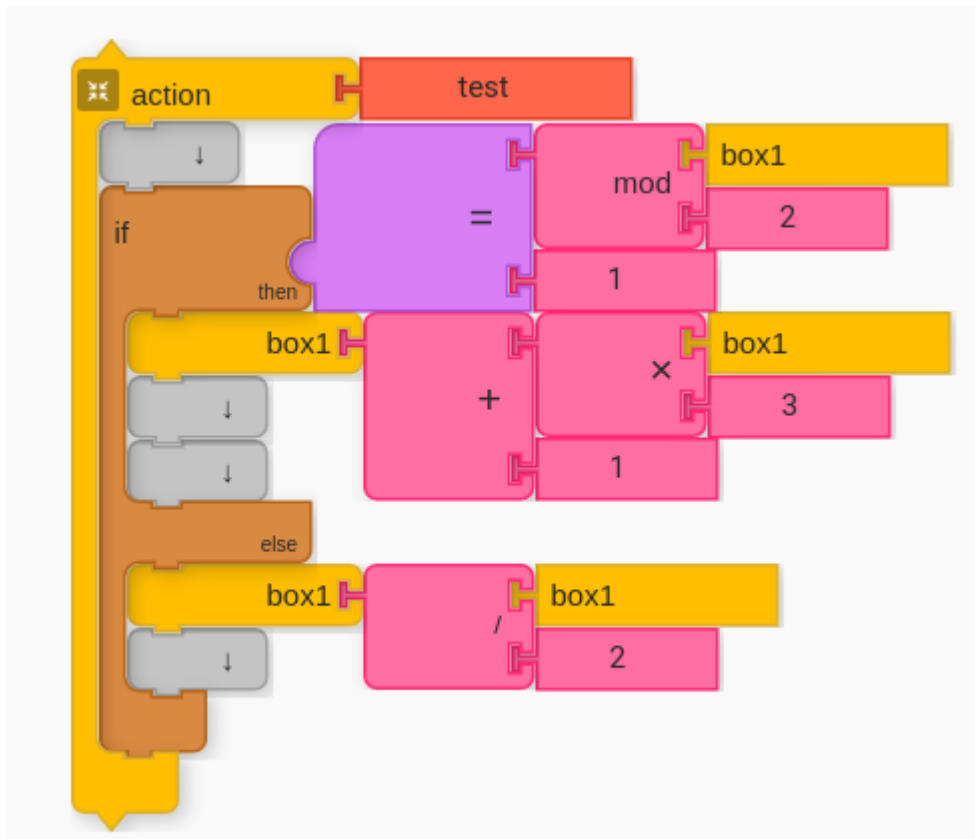 action test
↓
box1
mod
if = 2
1
then
box1 + × box1
3
↓
1
↓
else
box1 / box1
2
↓